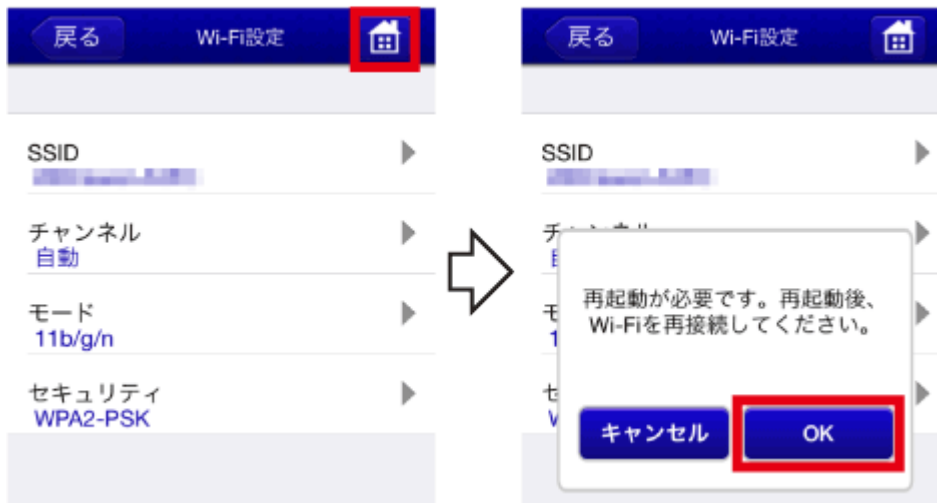 戻る
Wi-Fi設定
SSID
チャンネル
自動
モード
11b/g/n
セキュリティ
WPA2-PSK
戻る
Wi-Fi設定
SSID
再起動が必要です。再起動後、
Wi-Fiを再接続してください。
キャンセル
OK